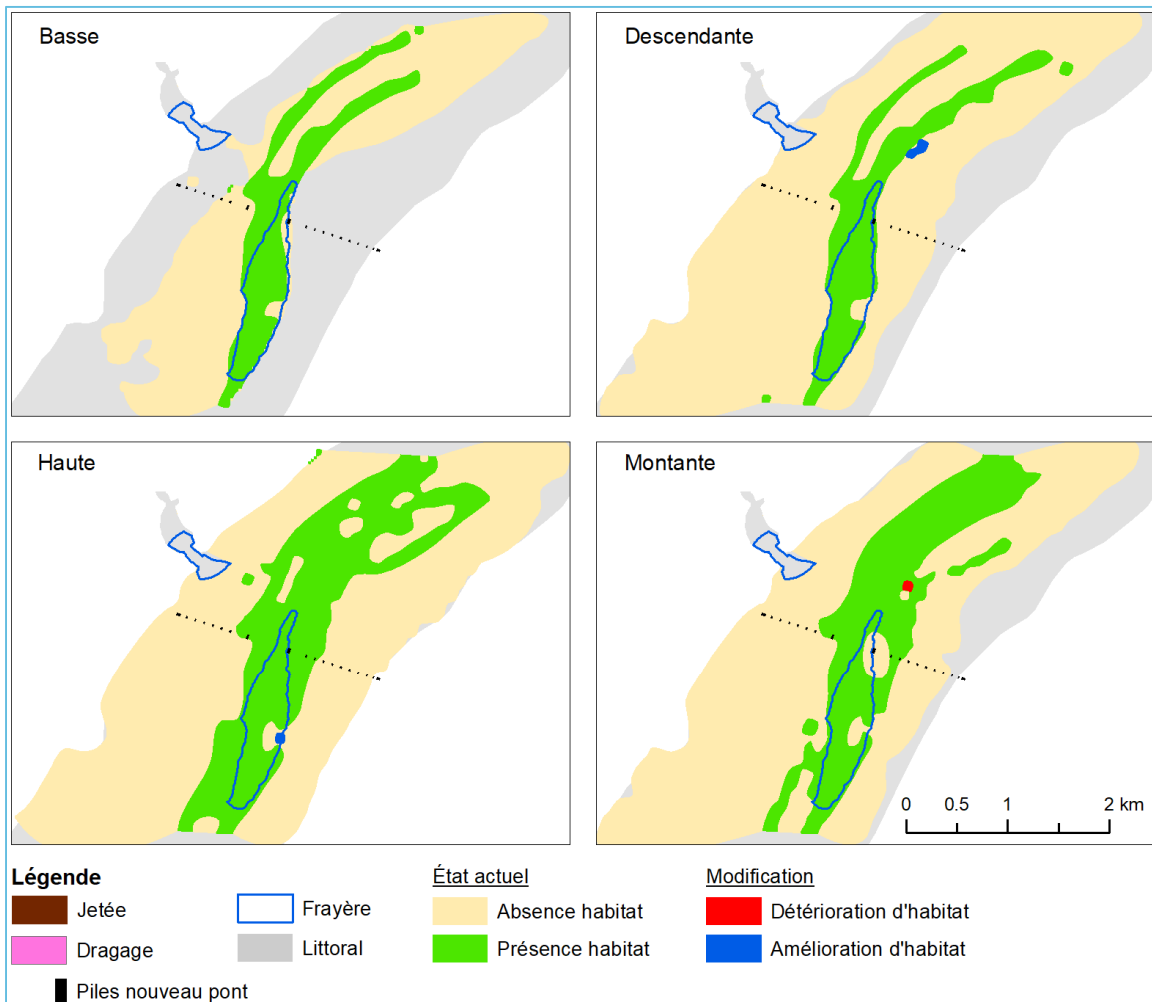 Basse
Descendante
Haute
Montante
0 0.5 1 2 km
Légende
Jetée
Dragage
Piles nouveau pont
Frayère
Littoral
État actuel
Absence habitat
Présence habitat
Modification
Détérioration d'habitat
Amélioration d'habitat